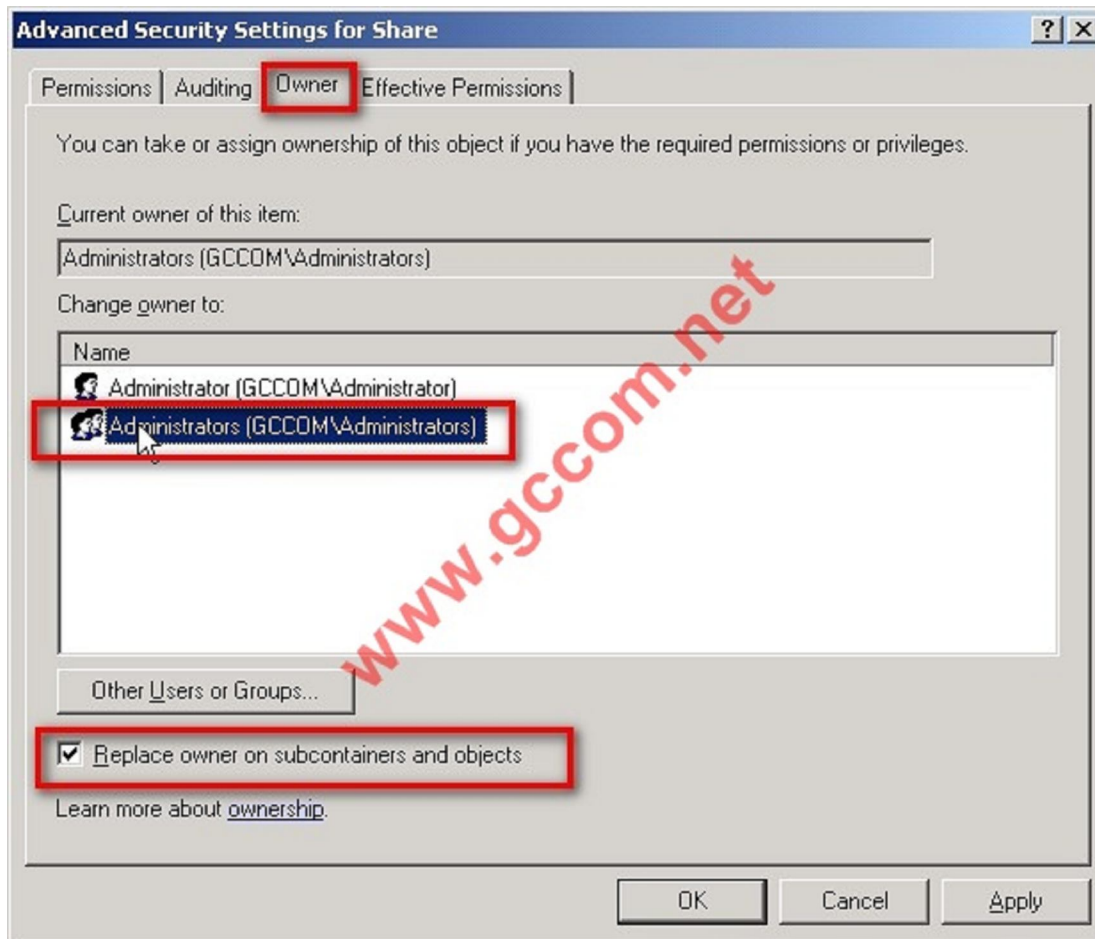 Advanced Security Settings for Share
Permissions Auditing Owner Effective Permissions
You can take or assign ownership of this object if you have the required permissions or privileges.
Current owner of this item:
Administrators (GCCOM\Administrators)
Change owner to:
Name
Administrator (GCCOM\Administrator)
Administrators (GCCOM\Administrators)
www.gccom.net
Other Users or Groups...
Replace owner on subcontainers and objects
Learn more about ownership.
OK Cancel Apply